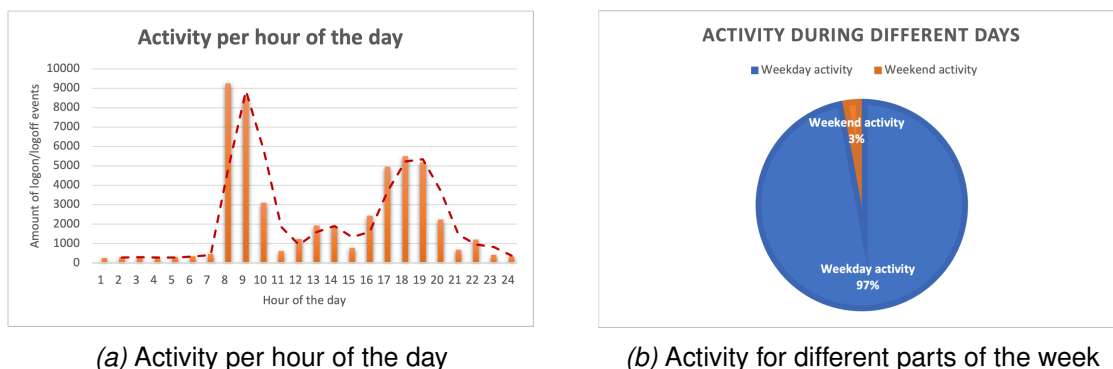 Activity per hour of the day
10000
9000
8000
7000
6000
5000
4000
3000
2000
1000
0
Amount of logon/logoff events
1 2 3 4 5 6 7 8 9 10 11 12 13 14 15 16 17 18 19 20 21 22 23 24
Hour of the day
(a) Activity per hour of the day
ACTIVITY DURING DIFFERENT DAYS
Weekday activity Weekend activity
Weekend activity
3%
Weekday activity
97%
(b) Activity for different parts of the week